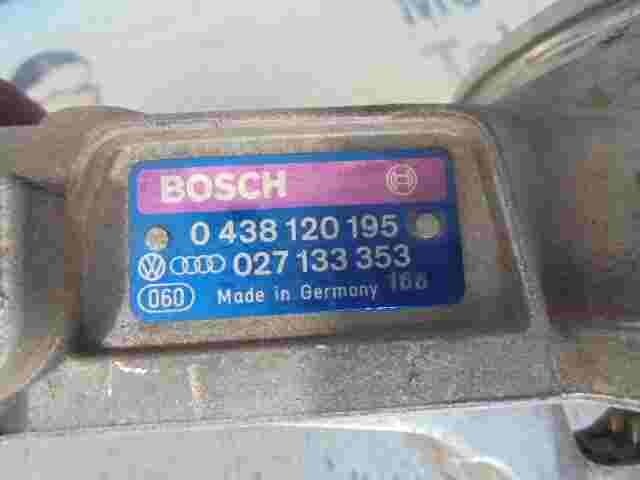 BOSCH
0 438 120 195
027 133 353
060 Made in Germany 168